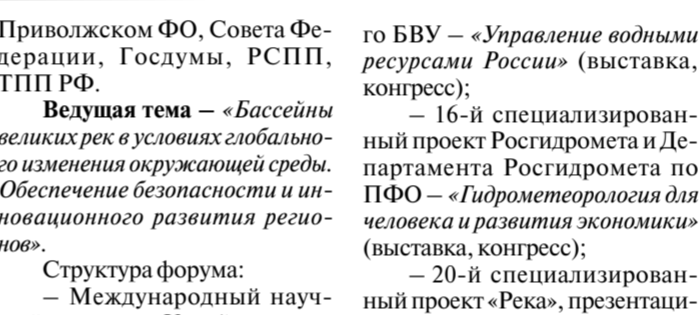 Приволжском ФО, Совета Фе-
дерации, Госдумы, РСПП,
ТПП РФ.
Ведущая тема – «Бассейны
великих рек в условиях глобально-
го изменения окружающей среды.
Обеспечение безопасности и ин-
новационного развития регио-
нов».
Структура форума:
– Международный науч-
го БВУ – «Управление водными
ресурсами России» (выставка,
конгресс);
– 16-й специализирован-
ный проект Росгидромета и Де-
партамента Росгидромета по
ПФО – «Гидрометеорология для
человека и развития экономики»
(выставка, конгресс);
– 20-й специализирован-
ный проект «Река», презентаци-